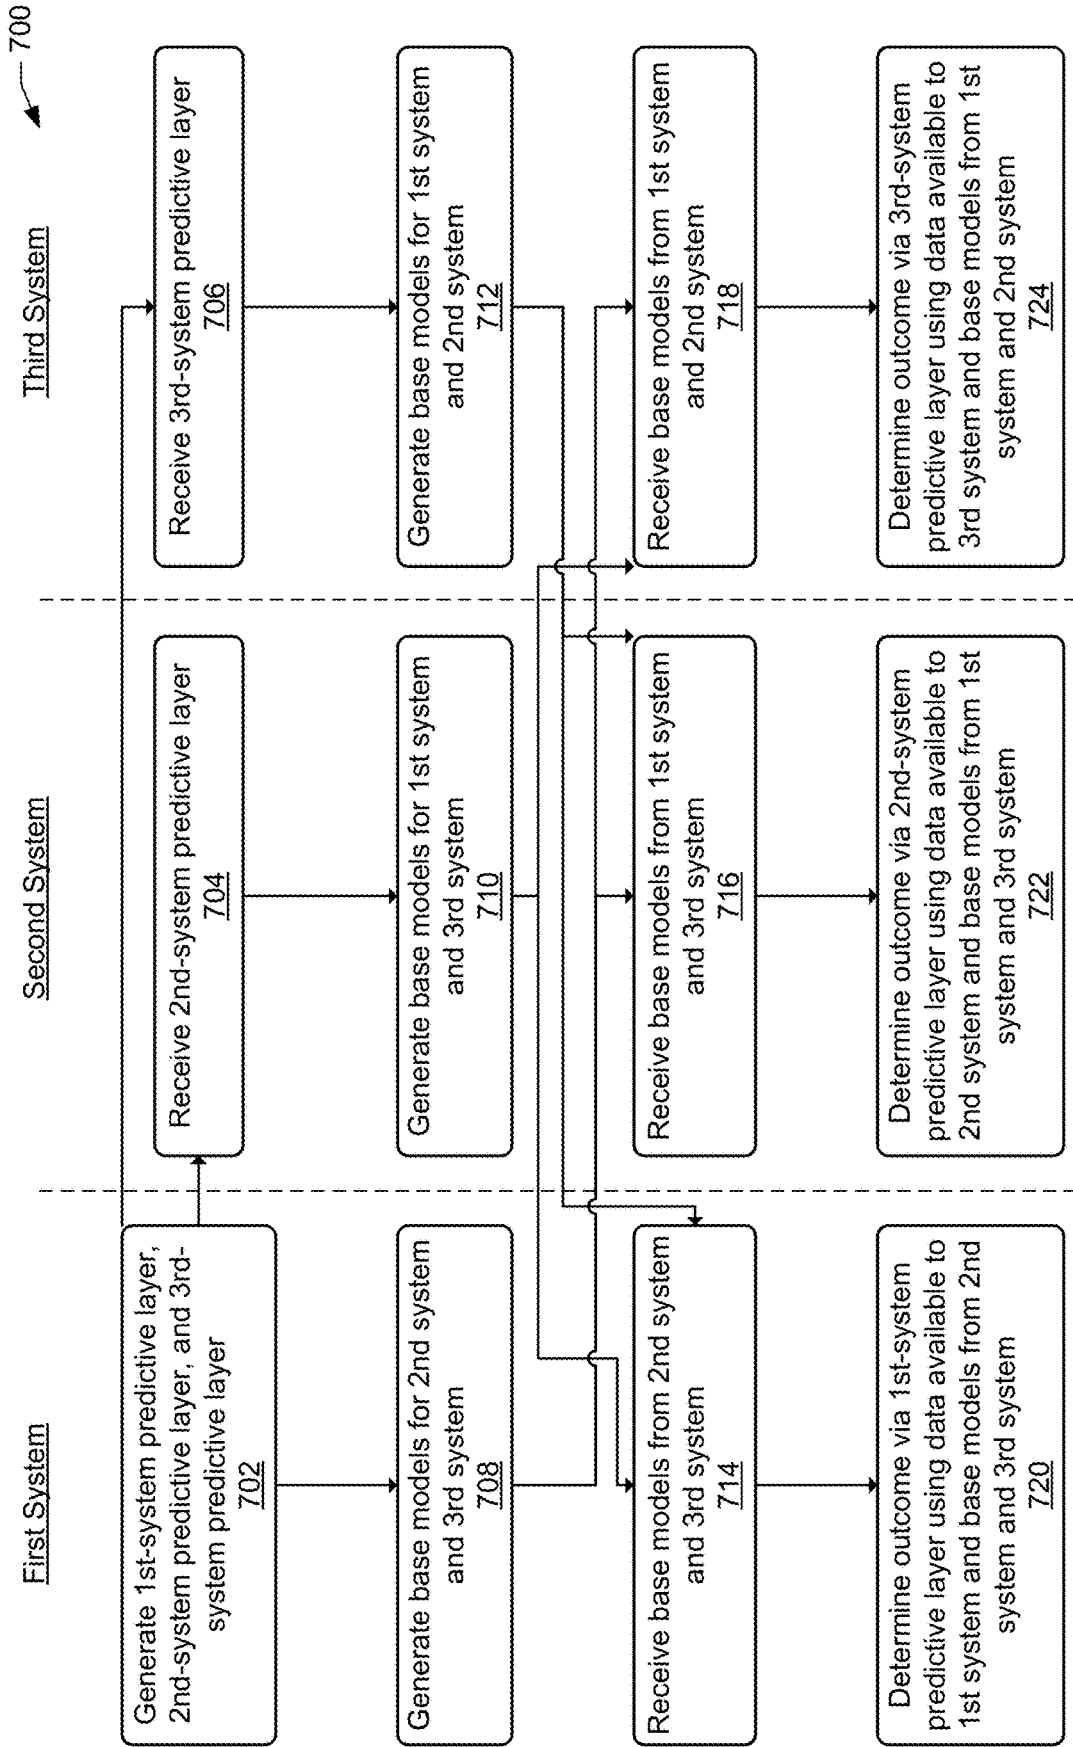 700
First System
Second System
Third System
Generate 1st-system predictive layer,
2nd-system predictive layer, and 3rd-
system predictive layer
702
Receive 2nd-system predictive layer
704
Receive 3rd-system predictive layer
706
Generate base models for 2nd system
and 3rd system
708
Generate base models for 1st system
and 3rd system
710
Generate base models for 1st system
and 2nd system
712
Receive base models from 2nd system
and 3rd system
714
Receive base models from 1st system
and 3rd system
716
Receive base models from 1st system
and 2nd system
718
Determine outcome via 1st-system
predictive layer using data available to
1st system and base models from 2nd
system and 3rd system
720
Determine outcome via 2nd-system
predictive layer using data available to
2nd system and base models from 1st
system and 3rd system
722
Determine outcome via 3rd-system
predictive layer using data available to
3rd system and base models from 1st
system and 2nd system
724